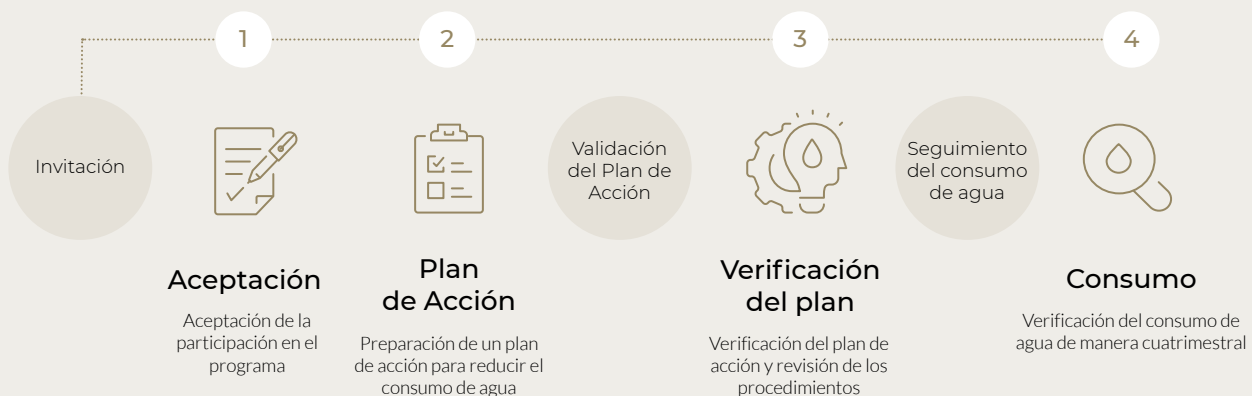 1
2
3
4
Invitación
Aceptación
Aceptación de la
participación en el
programa
Plan
de Acción
Preparación de un plan
de acción para reducir el
consumo de agua
Validación
del Plan de
Acción
Verificación
del plan
Verificación del plan de
acción y revisión de los
procedimientos
Seguimiento
del consumo
de agua
Consumo
Verificación del consumo de
agua de manera cuatrimestral